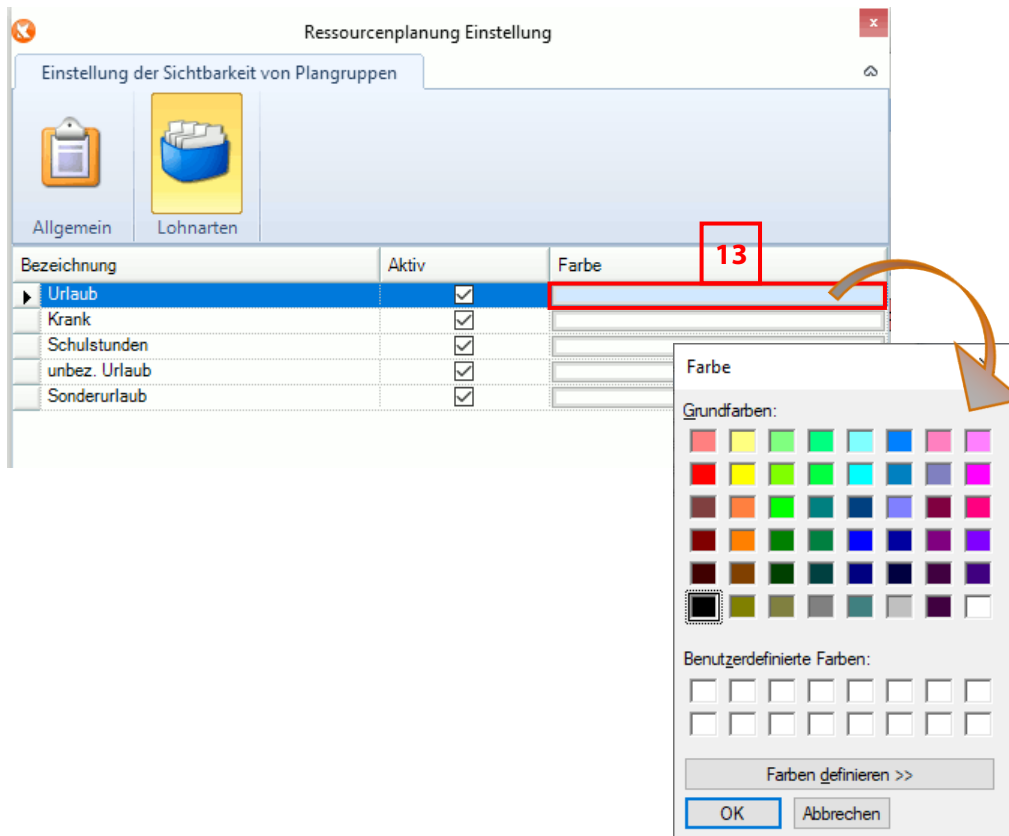 Ressourcenplanung Einstellung
x
Einstellung der Sichtbarkeit von Plangruppen
Allgemein Lohnarten
13
Bezeichnung Aktiv Farbe
Urlaub
Krank
Schulstunden
unbez. Urlaub
Sonderurlaub
Farbe
Grundfarben:
Benutzerdefinierte Farben:
Farben definieren >>
OK Abbrechen